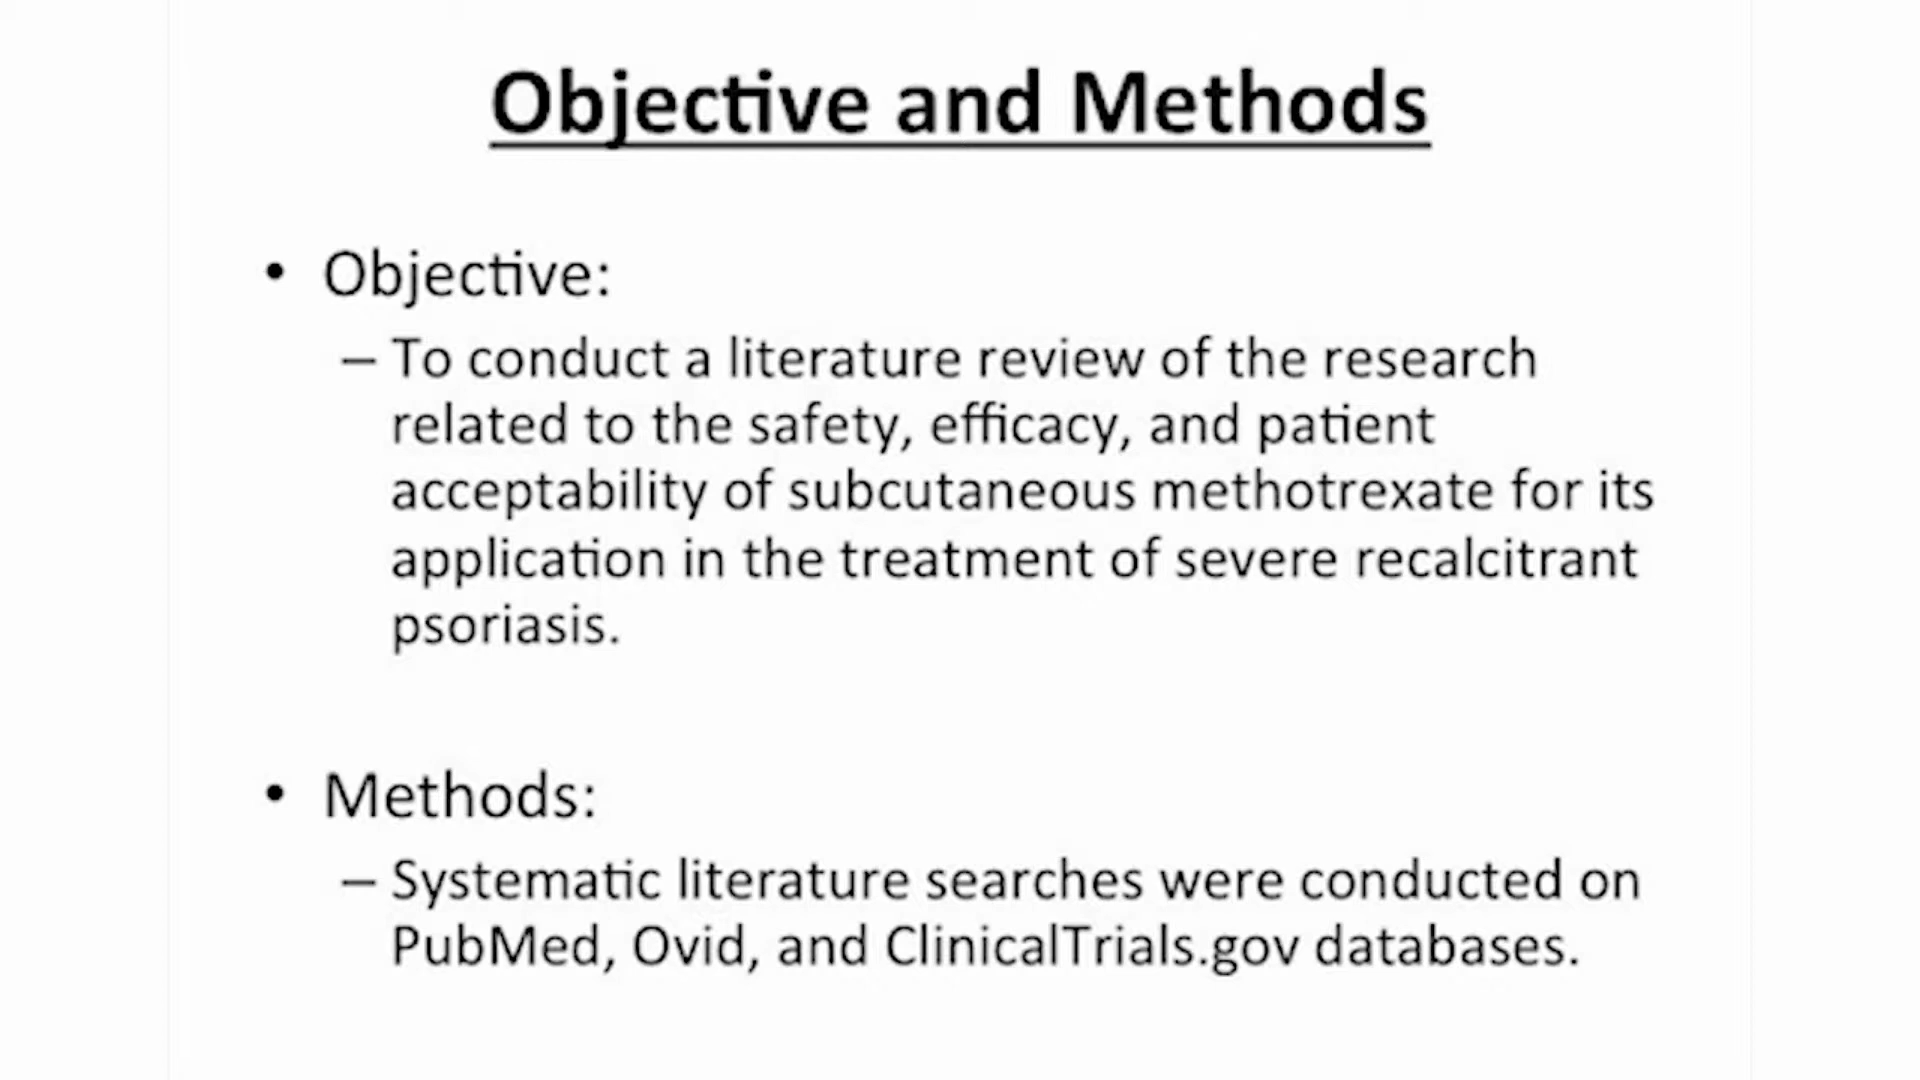 Objective and Methods
• Objective:
– To conduct a literature review of the research
related to the safety, efficacy, and patient
acceptability of subcutaneous methotrexate for its
application in the treatment of severe recalcitrant
psoriasis.
• Methods:
– Systematic literature searches were conducted on
PubMed, Ovid, and ClinicalTrials.gov databases.